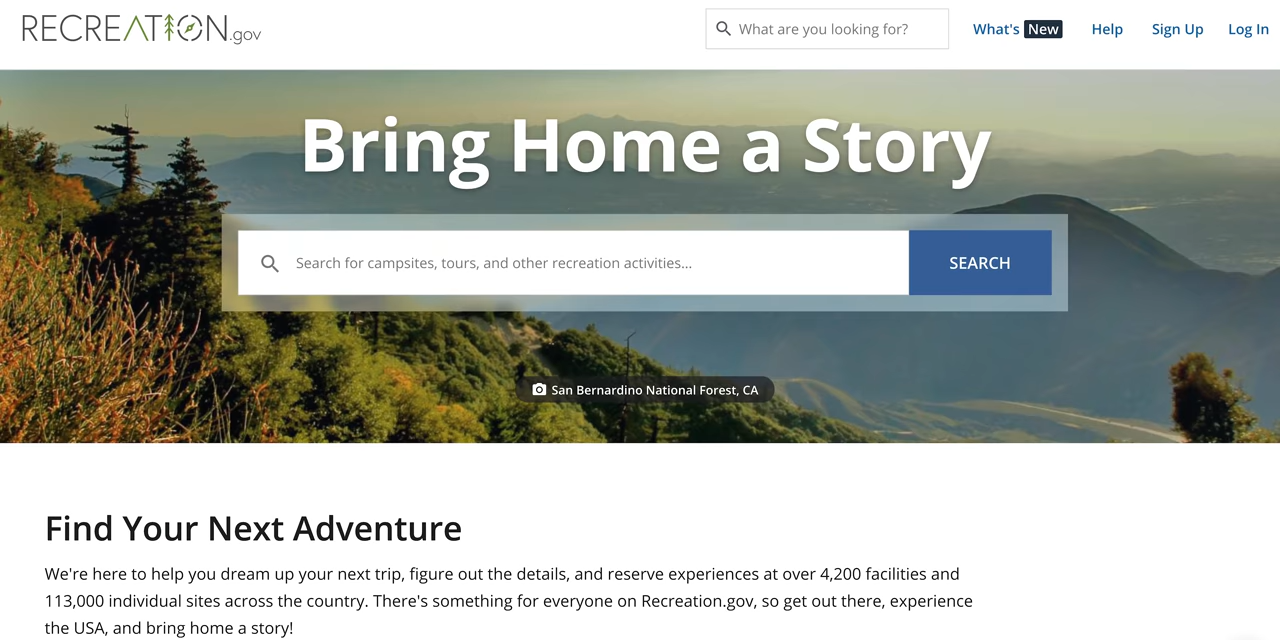 RECREATION.gov
What are you looking for?
What's New
Help
Sign Up
Log In
Bring Home a Story
Search for campsites, tours, and other recreation activities...
SEARCH
San Bernardino National Forest, CA
Find Your Next Adventure
We're here to help you dream up your next trip, figure out the details, and reserve experiences at over 4,200 facilities and
113,000 individual sites across the country. There's something for everyone on Recreation.gov, so get out there, experience
the USA, and bring home a story!